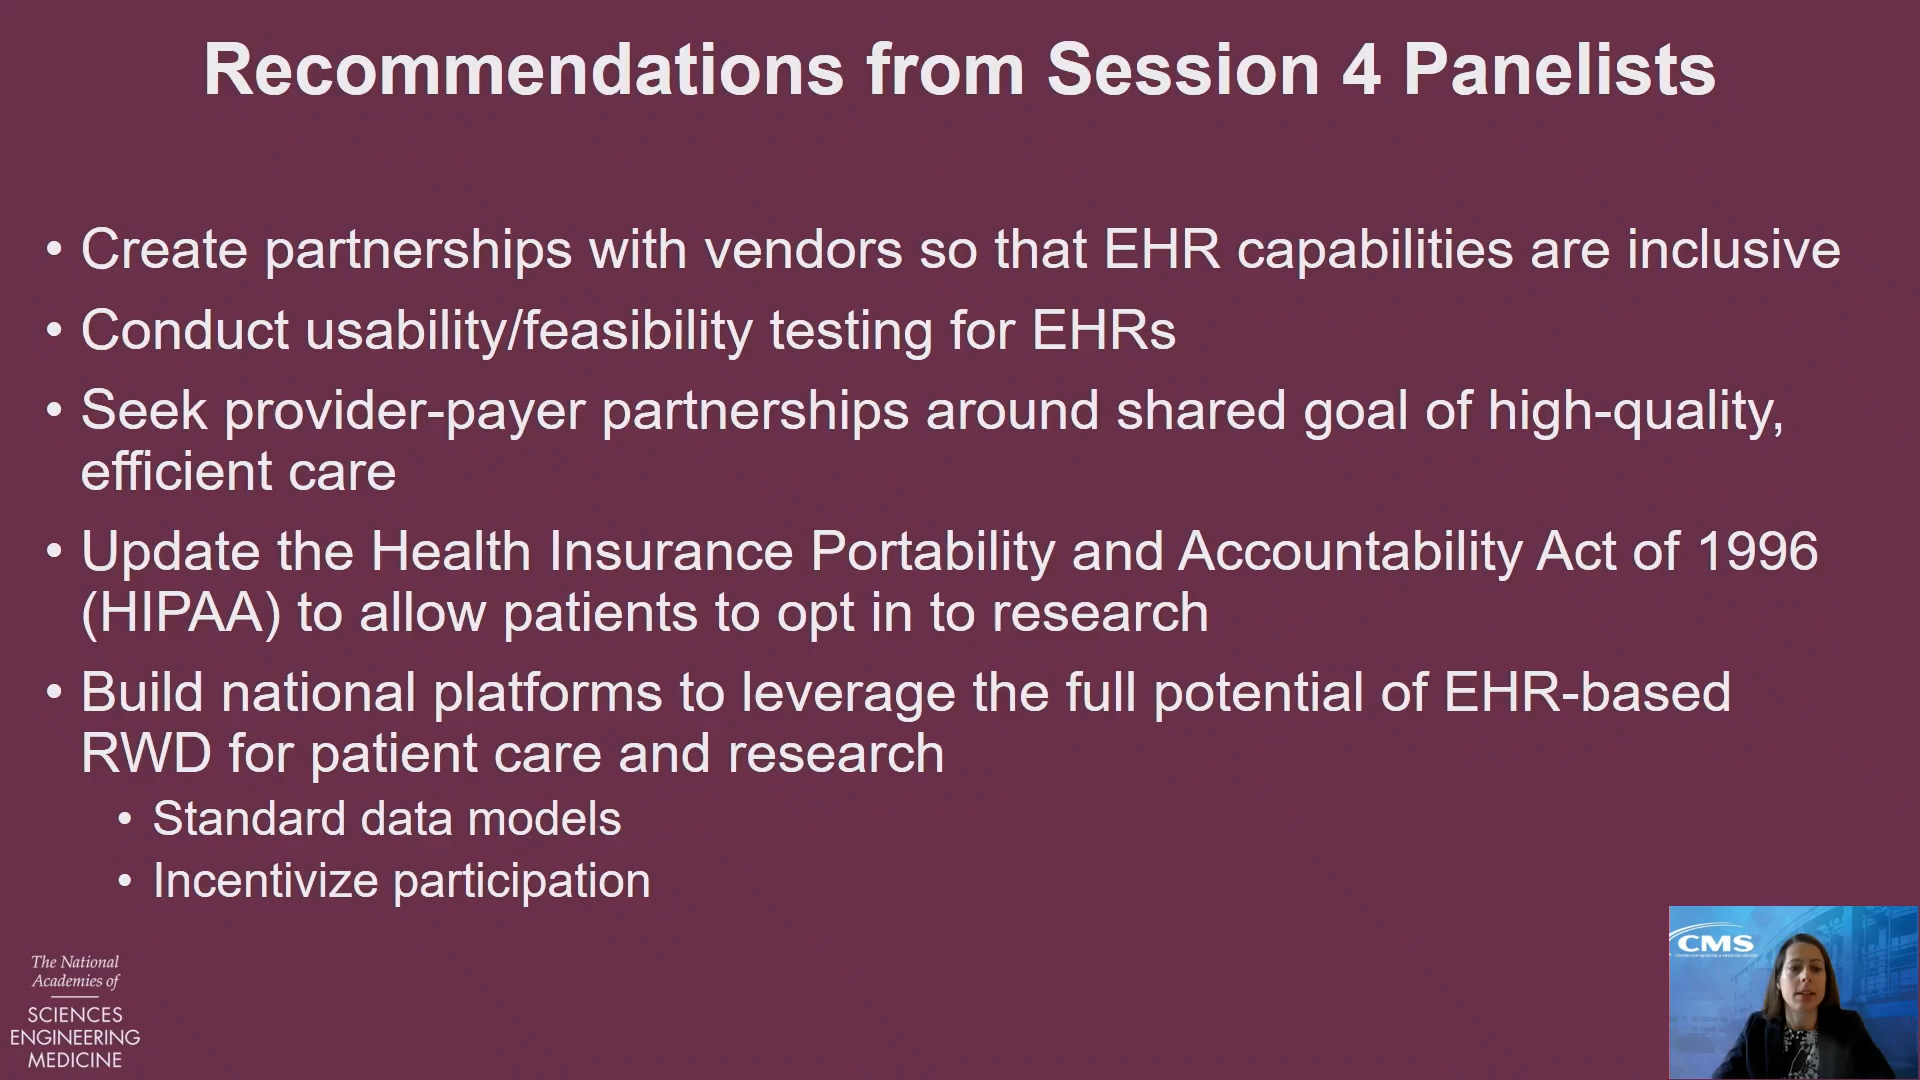 Recommendations from Session 4 Panelists
• Create partnerships with vendors so that EHR capabilities are inclusive
• Conduct usability/feasibility testing for EHRs
• Seek provider-payer partnerships around shared goal of high-quality,
efficient care
• Update the Health Insurance Portability and Accountability Act of 1996
(HIPAA) to allow patients to opt in to research
• Build national platforms to leverage the full potential of EHR-based
RWD for patient care and research
• Standard data models
• Incentivize participation
The National
Academies of
SCIENCES
ENGINEERING
MEDICINE
CMS